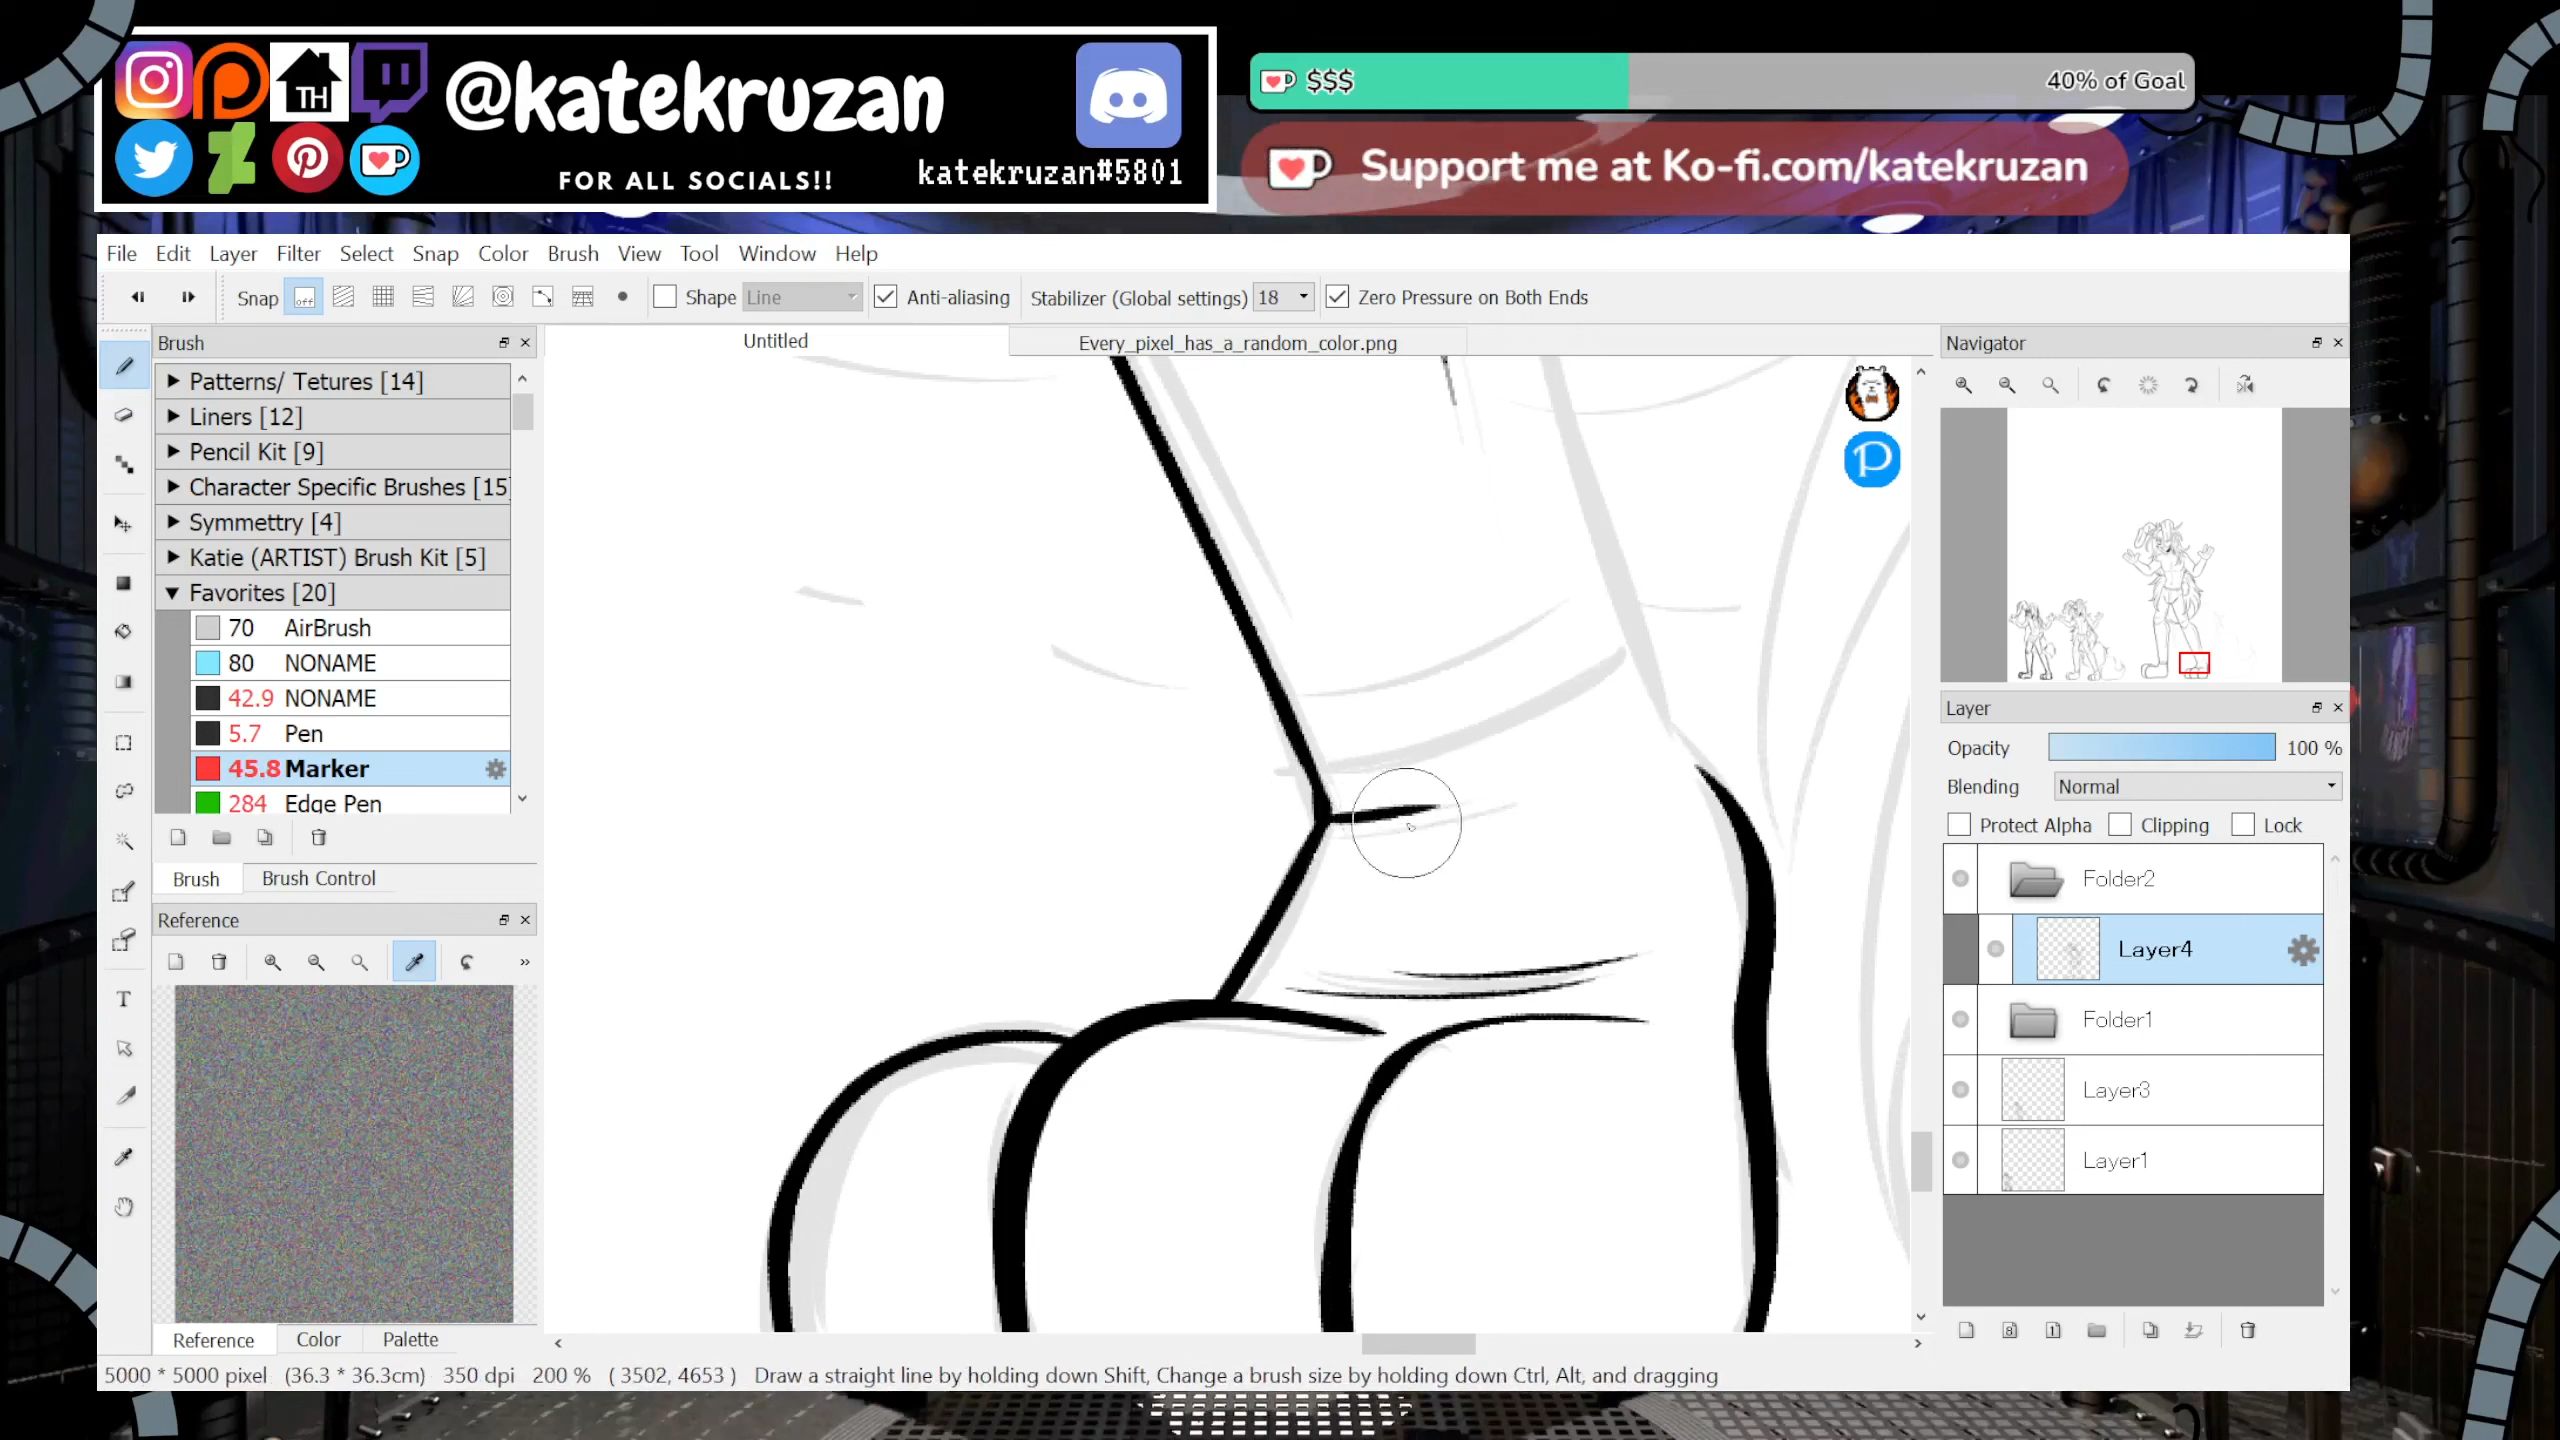 TH
@katekruzan
FOR ALL SOCIALS!!
katekruzan#5801
$$$
40% of Goal
Support me at Ko-fi.com/katekruzan
File Edit Layer Filter Select Snap Color Brush View Tool Window Help
Snap off Shape Line Anti-aliasing Stabilizer (Global settings) 18 Zero Pressure on Both Ends
Brush
Patterns/ Tetures [14]
Liners [12]
Pencil Kit [9]
Character Specific Brushes [15]
Symmettry [4]
Katie (ARTIST) Brush Kit [5]
Favorites [20]
70 AirBrush
80 NONAME
42.9 NONAME
5.7 Pen
45.8 Marker
284 Edge Pen
Brush Brush Control
Reference
Reference Color Palette
Untitled
Every_pixel_has_a_random_color.png
P
Navigator
Layer
Opacity 100 %
Blending Normal
Protect Alpha Clipping Lock
Folder2
Layer4
Folder1
Layer3
Layer1
8 1
T
5000 * 5000 pixel (36.3 * 36.3cm) 350 dpi 200 % ( 3502, 4653 ) Draw a straight line by holding down Shift, Change a brush size by holding down Ctrl, Alt, and dragging